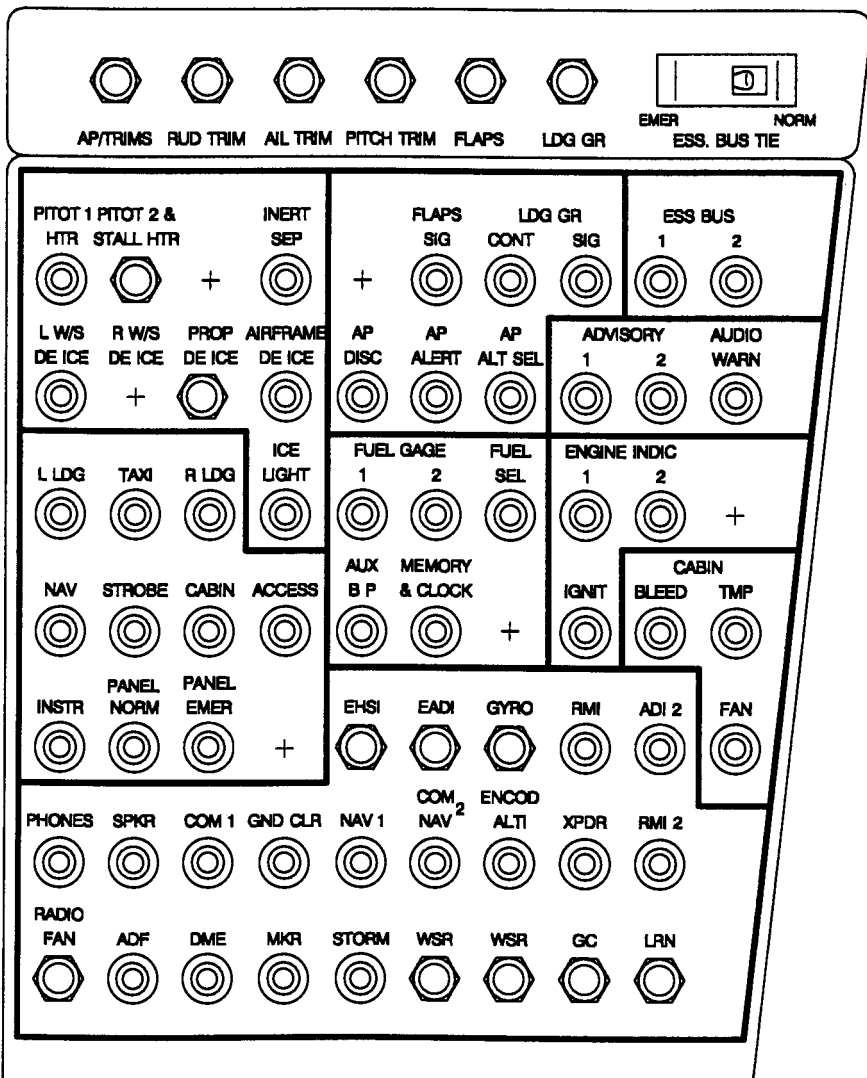 EMER NORM
AP/TRIMS RUD TRIM AIL TRIM PITCH TRIM FLAPS LDG GR ESS. BUS TIE
PITOT 1 PITOT 2 & INERT FLAPS LDG GR ESS BUS
HTR STALL HTR SEP SIG CONT SIG 1 2
L W/S R W/S PROP AIRFRAME AP AP AP ADVISORY AUDIO
DE ICE DE ICE DE ICE DE ICE DISC ALERT ALT SEL 1 2 WARN
ICE FUEL GAGE FUEL ENGINE INDIC
L LDG TAXI R LDG LIGHT 1 2 SEL 1 2
AUX MEMORY CABIN
NAV STROBE CABIN ACCESS B P & CLOCK IGNIT BLEED TMP
PANEL PANEL
INSTR NORM EMER EHSI EADI GYRO RMI ADI 2 FAN
COM 2 ENCOD
PHONES SPKR COM 1 GND CLR NAV 1 NAV ALTI XPDR RMI 2
RADIO
FAN ADF DME MKR STORM WSR WSR GC LRN